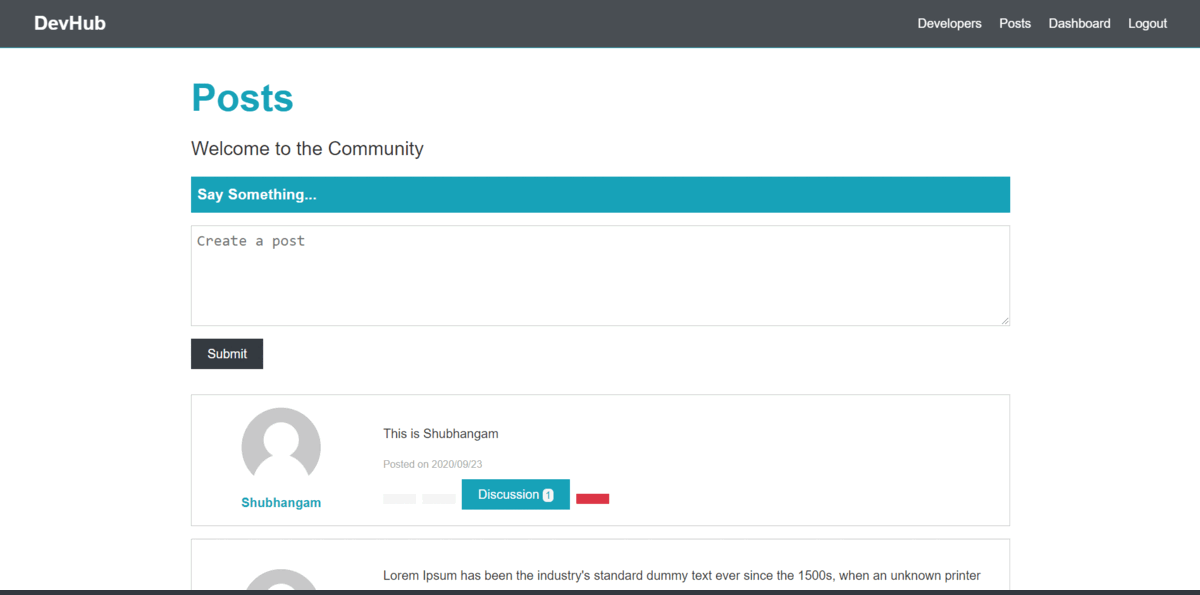 DevHub
Developers Posts Dashboard Logout
Posts
Welcome to the Community
Say Something...
Create a post
Submit
This is Shubhangam
Posted on 2020/09/23
Discussion 1
Shubhangam
Lorem Ipsum has been the industry's standard dummy text ever since the 1500s, when an unknown printer